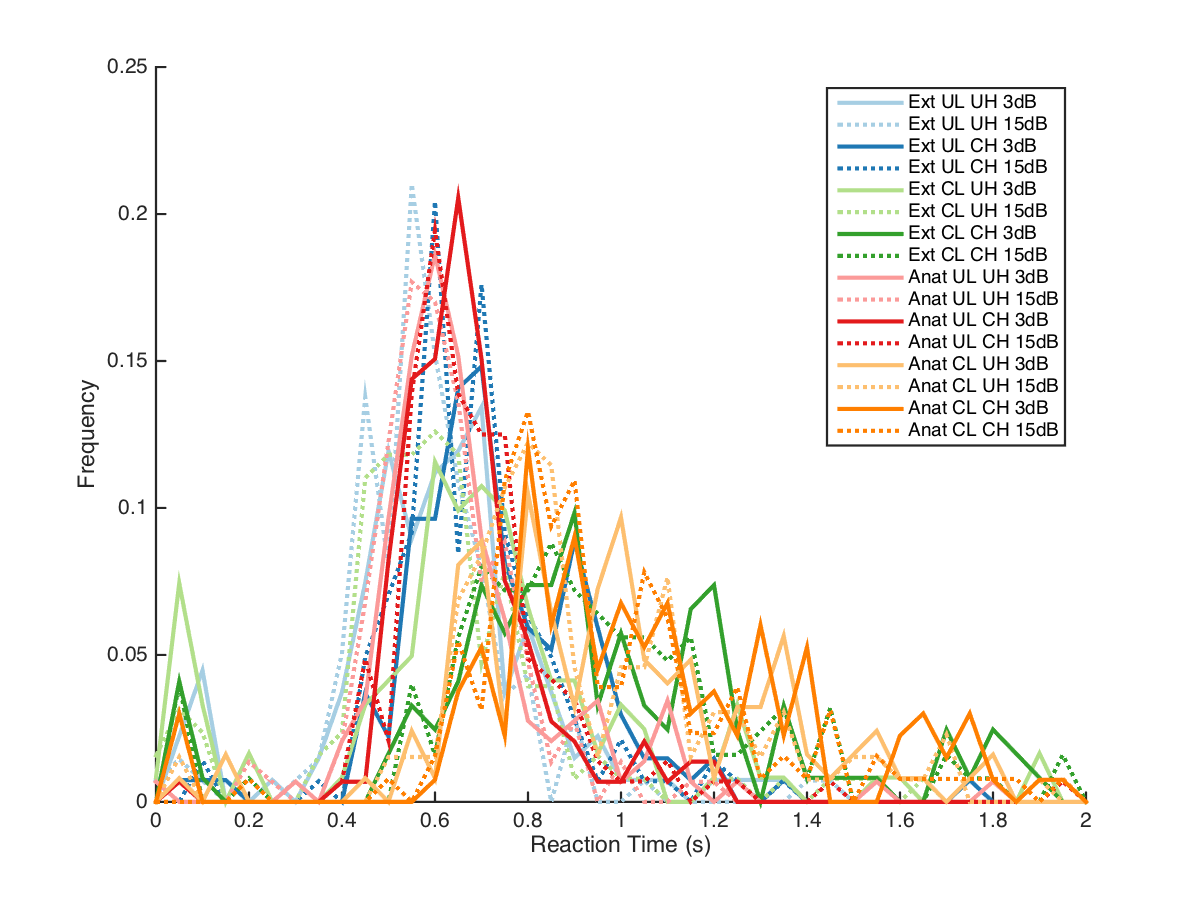 0.25
0.2
0.15
0.1
0.05
0
Frequency
0 0.2 0.4 0.6 0.8 1 1.2 1.4 1.6 1.8 2
Reaction Time (s)
Ext UL UH 3dB
Ext UL UH 15dB
Ext UL CH 3dB
Ext UL CH 15dB
Ext CL UH 3dB
Ext CL UH 15dB
Ext CL CH 3dB
Ext CL CH 15dB
Anat UL UH 3dB
Anat UL UH 15dB
Anat UL CH 3dB
Anat UL CH 15dB
Anat CL UH 3dB
Anat CL UH 15dB
Anat CL CH 3dB
Anat CL CH 15dB